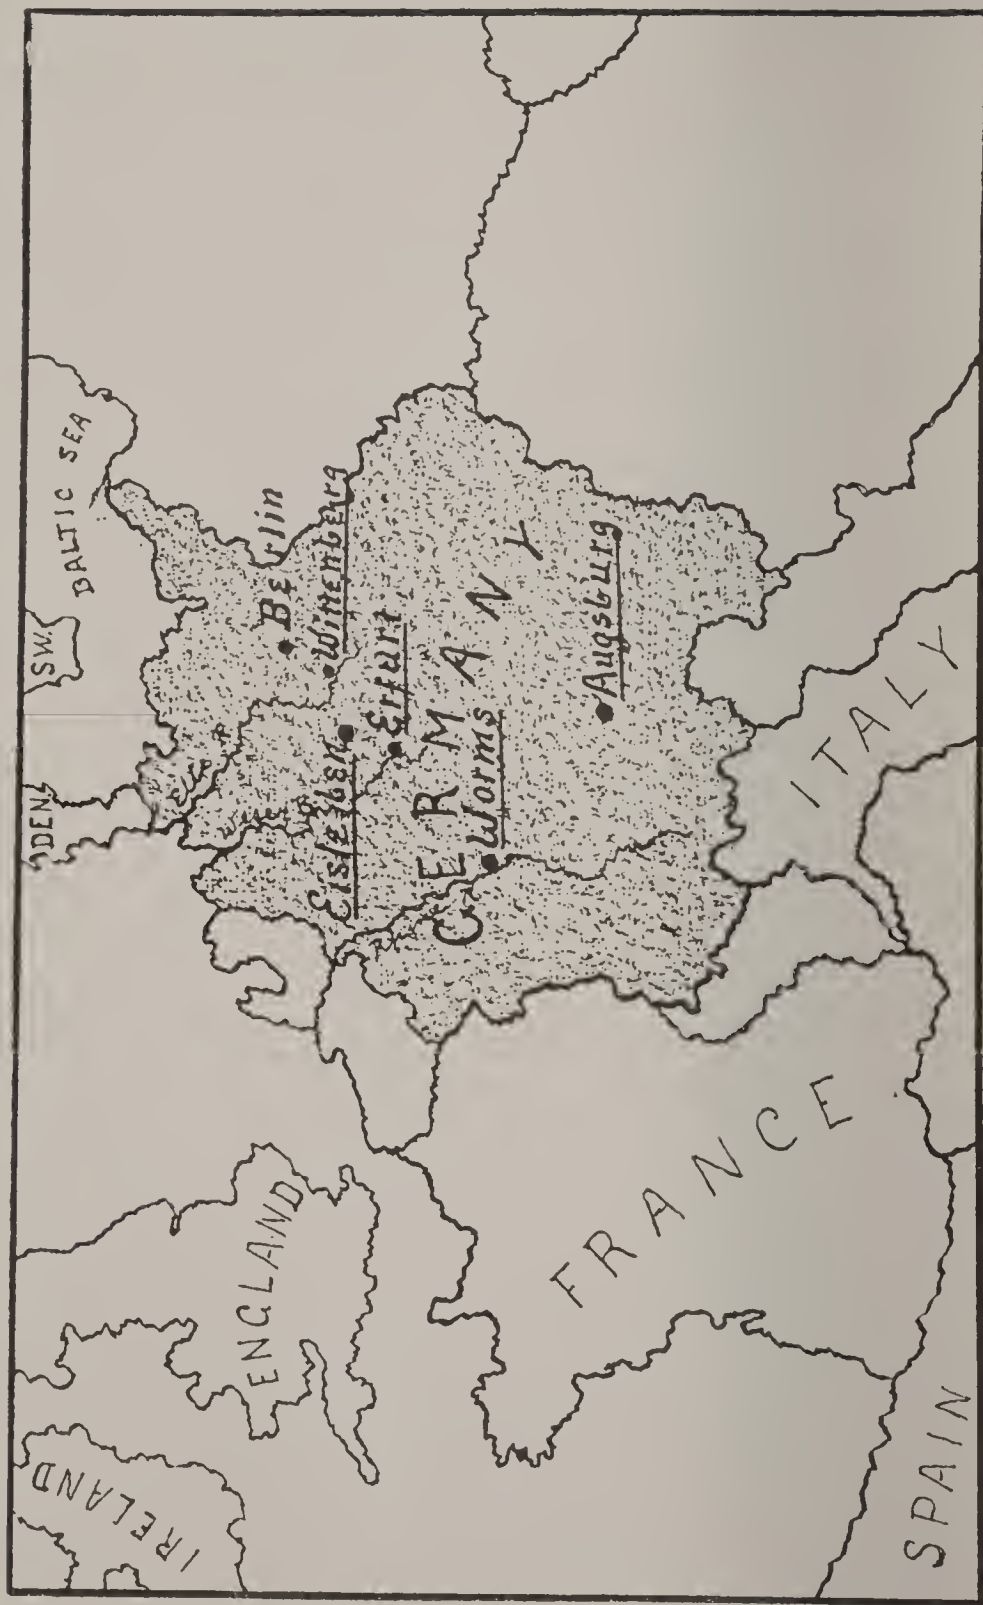 IRELAND
ENGLAND
DEN.
SW.
BALTIC SEA
Berlin
Wittenberg
Eisleben
Erfurt
GERMANY
Worms
Augsburg
FRANCE
ITALY
SPAIN